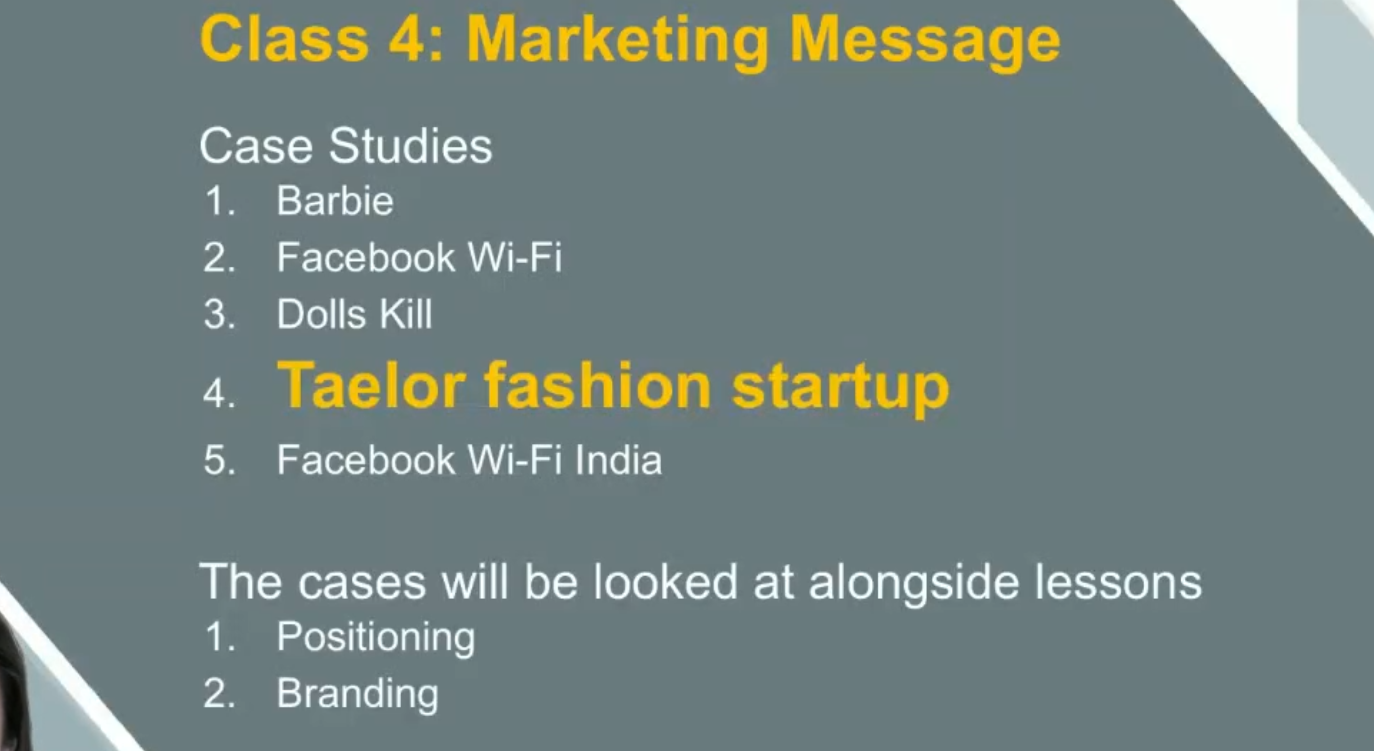 Class 4: Marketing Message
Case Studies
1. Barbie
2. Facebook Wi-Fi
3. Dolls Kill
4. Taelor fashion startup
5. Facebook Wi-Fi India
The cases will be looked at alongside lessons
1. Positioning
2. Branding